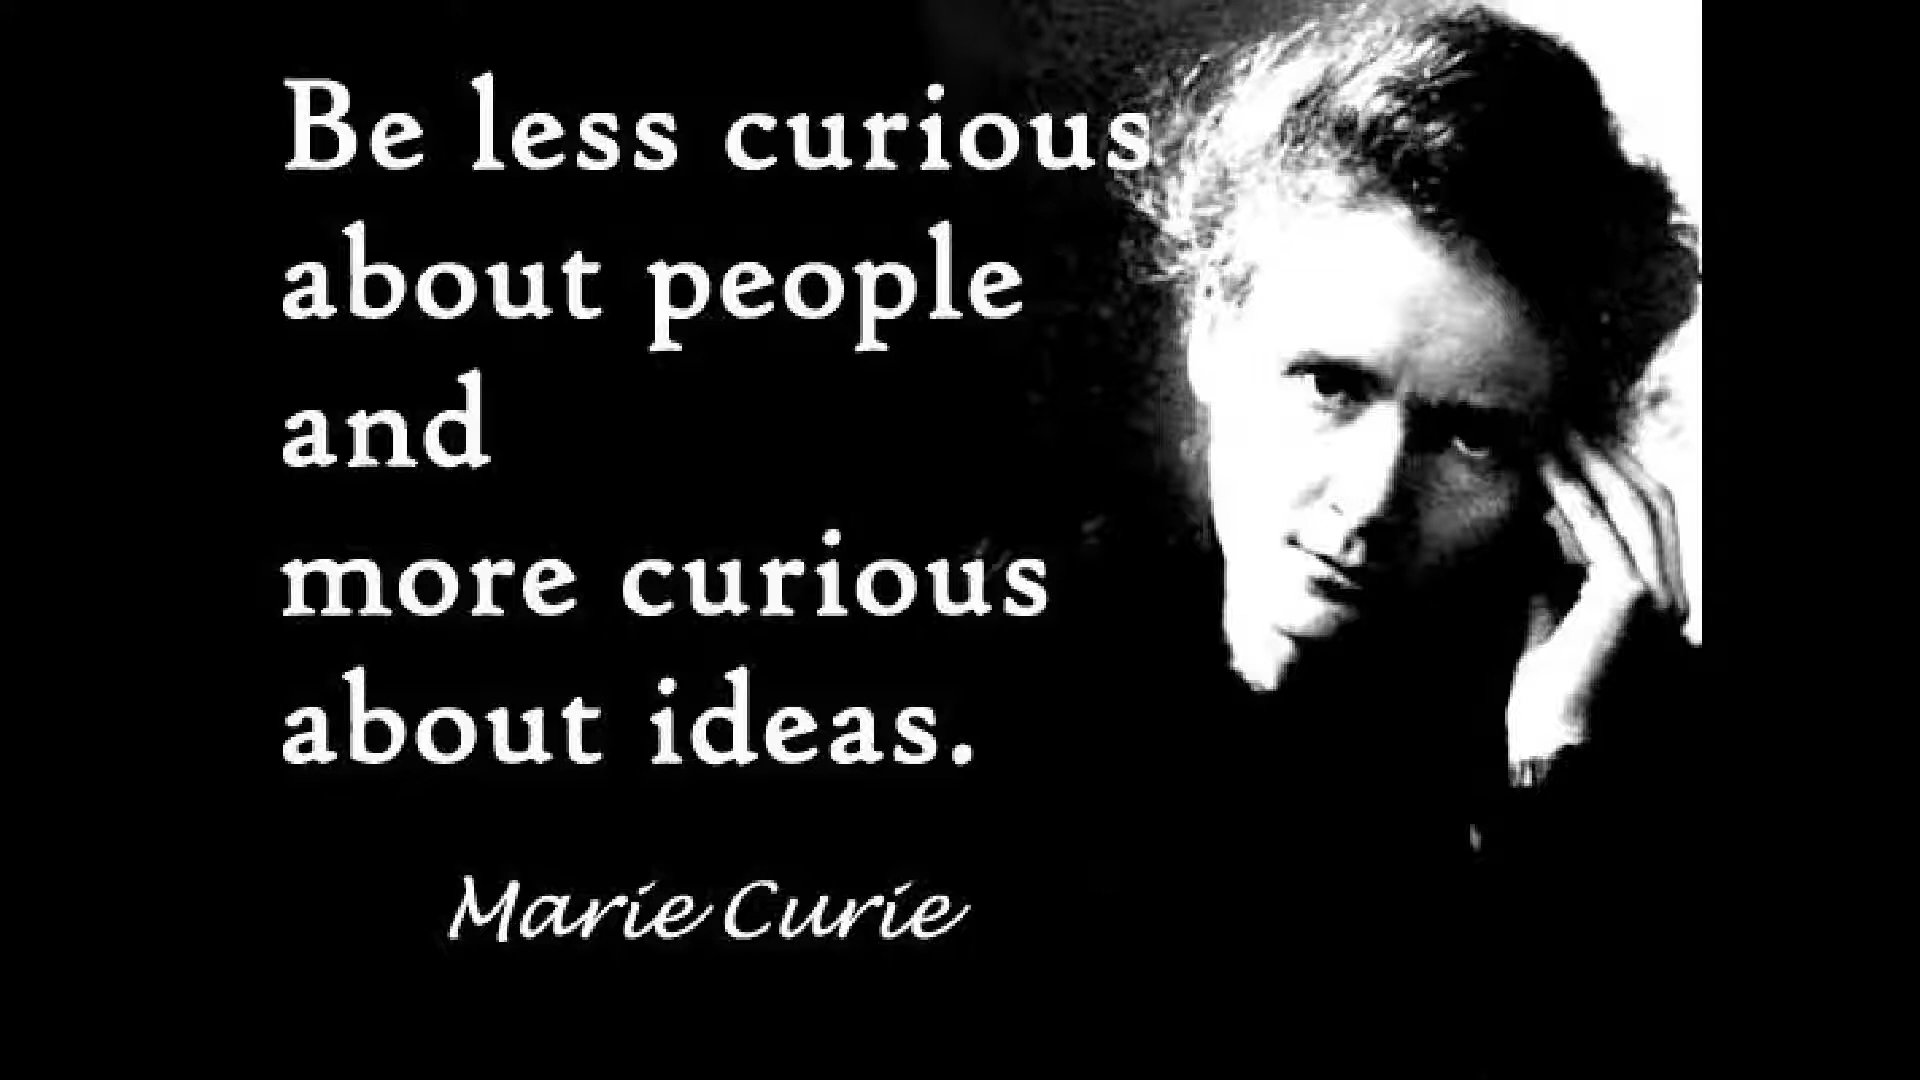 Be less curious
about people
and
more curious
about ideas.
Marie Curie